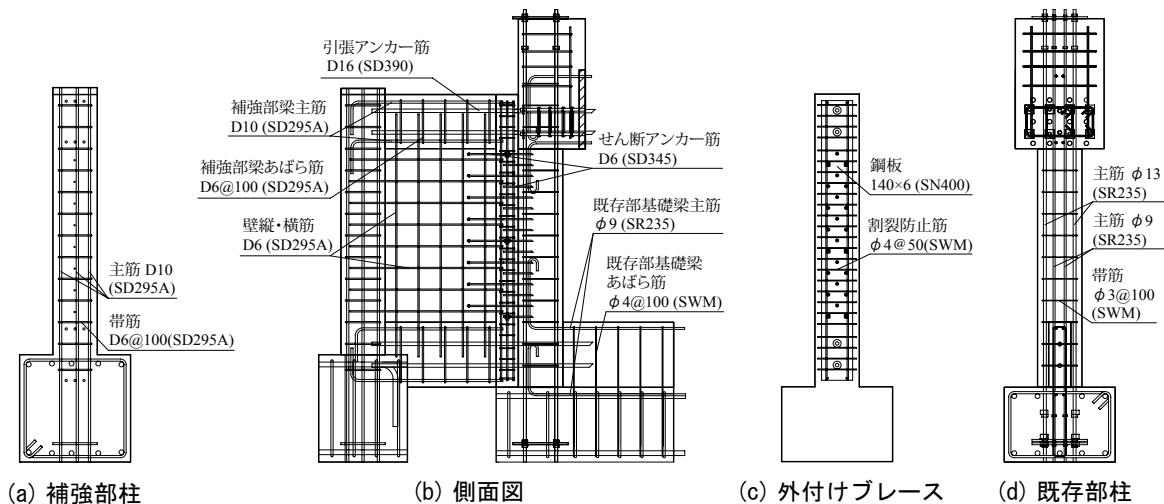 主筋 D10
(SD295A)
帯筋
D6@100(SD295A)
(a) 補強部柱
引張アンカー筋
D16 (SD390)
補強部梁主筋
D10 (SD295A)
補強部梁あばら筋
D6@100 (SD295A)
壁縦・横筋
D6 (SD295A)
せん断アンカー筋
D6 (SD345)
既存部基礎梁主筋
φ9 (SR235)
既存部基礎梁
あばら筋
φ4@100 (SWM)
(b) 側面図
鋼板
140×6 (SN400)
割裂防止筋
φ4@50(SWM)
(c) 外付けブレース
主筋 φ13
(SR235)
主筋 φ9
(SR235)
帯筋
φ3@100
(SWM)
(d) 既存部柱